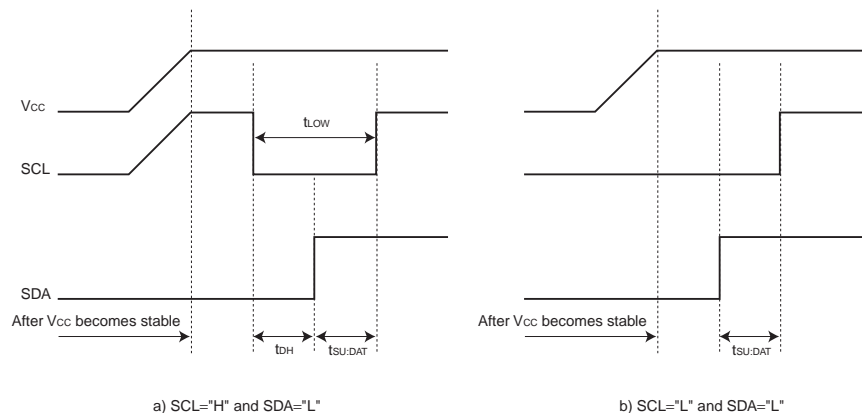 VCC
tLOW
SCL
SDA
After VCC becomes stable
tDH
tSU:DAT
a) SCL="H" and SDA="L"
After VCC becomes stable
tSU:DAT
b) SCL="L" and SDA="L"